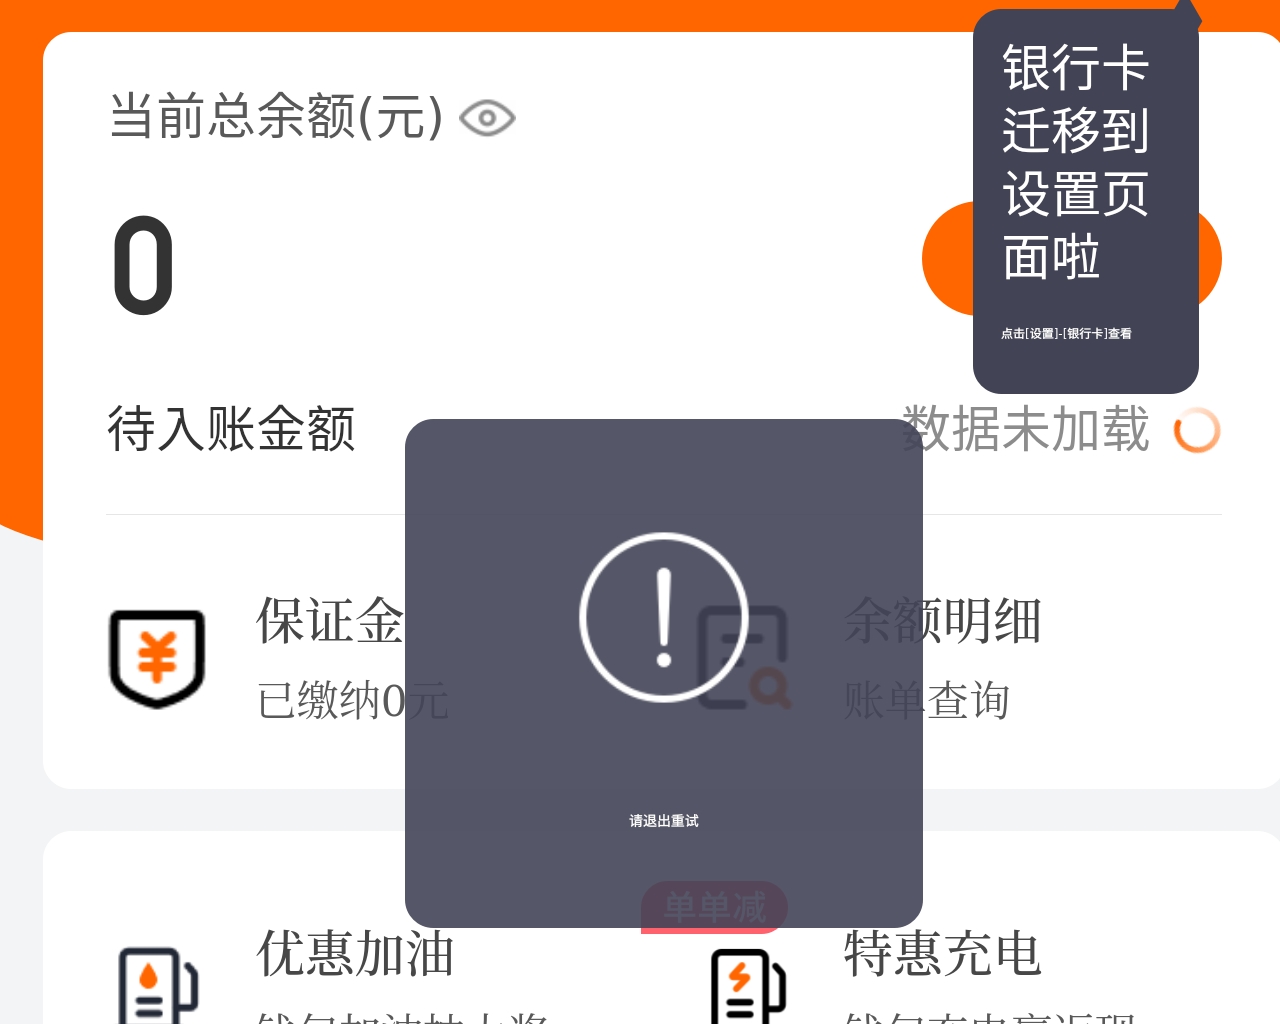 当前总余额(元)
银行卡
迁移到
设置页
面啦
点击[设置]-[银行卡]查看
0
待入账金额
数据未加载
保证金
已缴纳0元
余额明细
账单查询
请退出重试
单单减
优惠加油
特惠充电